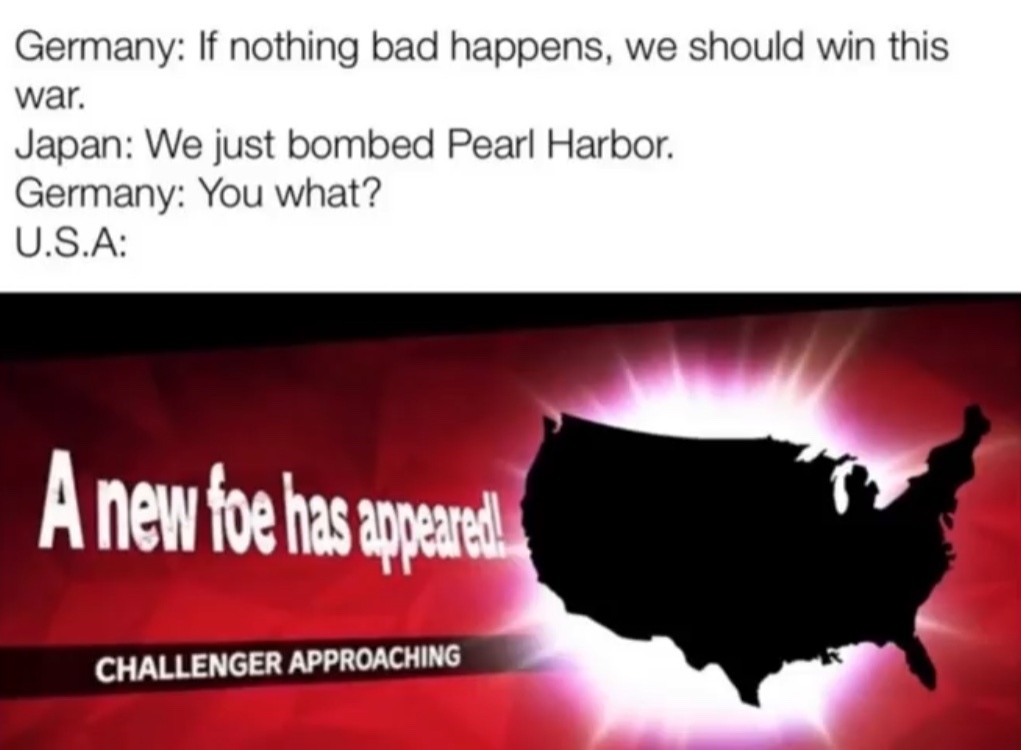 Germany: If nothing bad happens, we should win this
war.
Japan: We just bombed Pearl Harbor.
Germany: You what?
U.S.A:
A new foe has appeared!
CHALLENGER APPROACHING